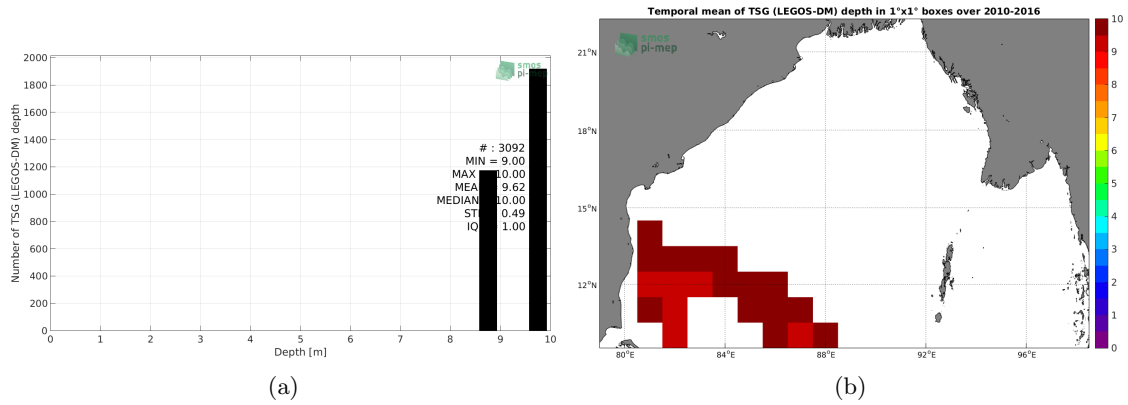 2000
1800
1600
1400
1200
1000
800
600
400
200
0
Number of TSG (LEGOS-DM) depth
smos
pi-mep
# : 3092
MIN = 9.00
MAX 10.00
MEA 9.62
MEDIAN 10.00
ST 0.49
IQ 1.00
0 1 2 3 4 5 6 7 8 9 10
Depth [m]
(a)
Temporal mean of TSG (LEGOS-DM) depth in 1°x1° boxes over 2010-2016
smos
pi-mep
21°N
18°N
15°N
12°N
80°E 84°E 88°E 92°E 96°E
10
9
8
7
6
5
4
3
2
1
0
(b)